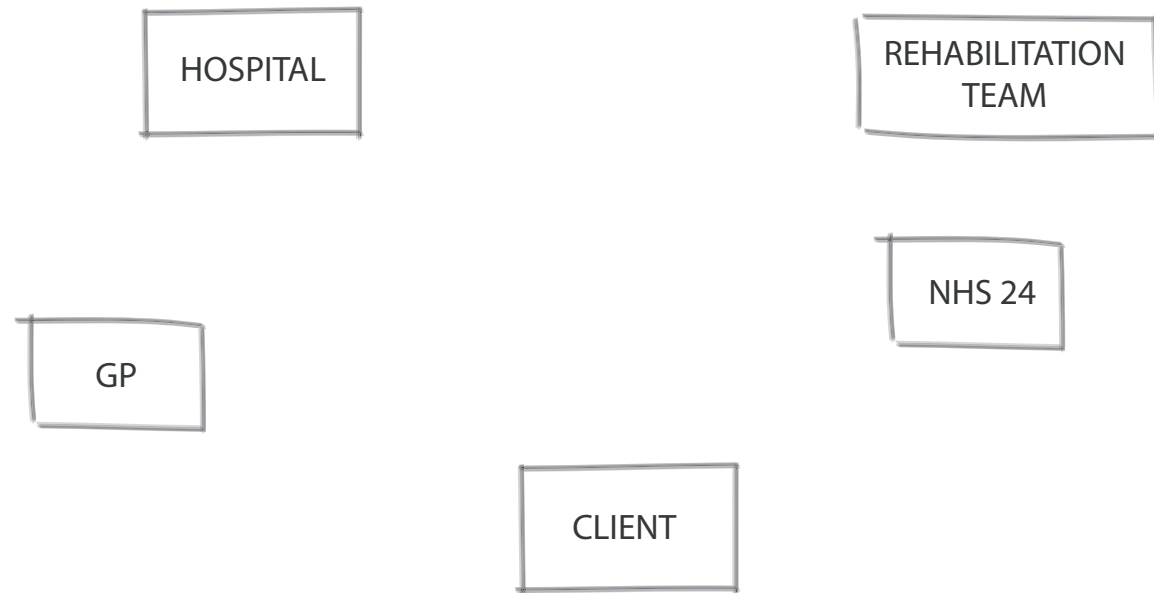 HOSPITAL
REHABILITATION
TEAM
NHS 24
GP
CLIENT